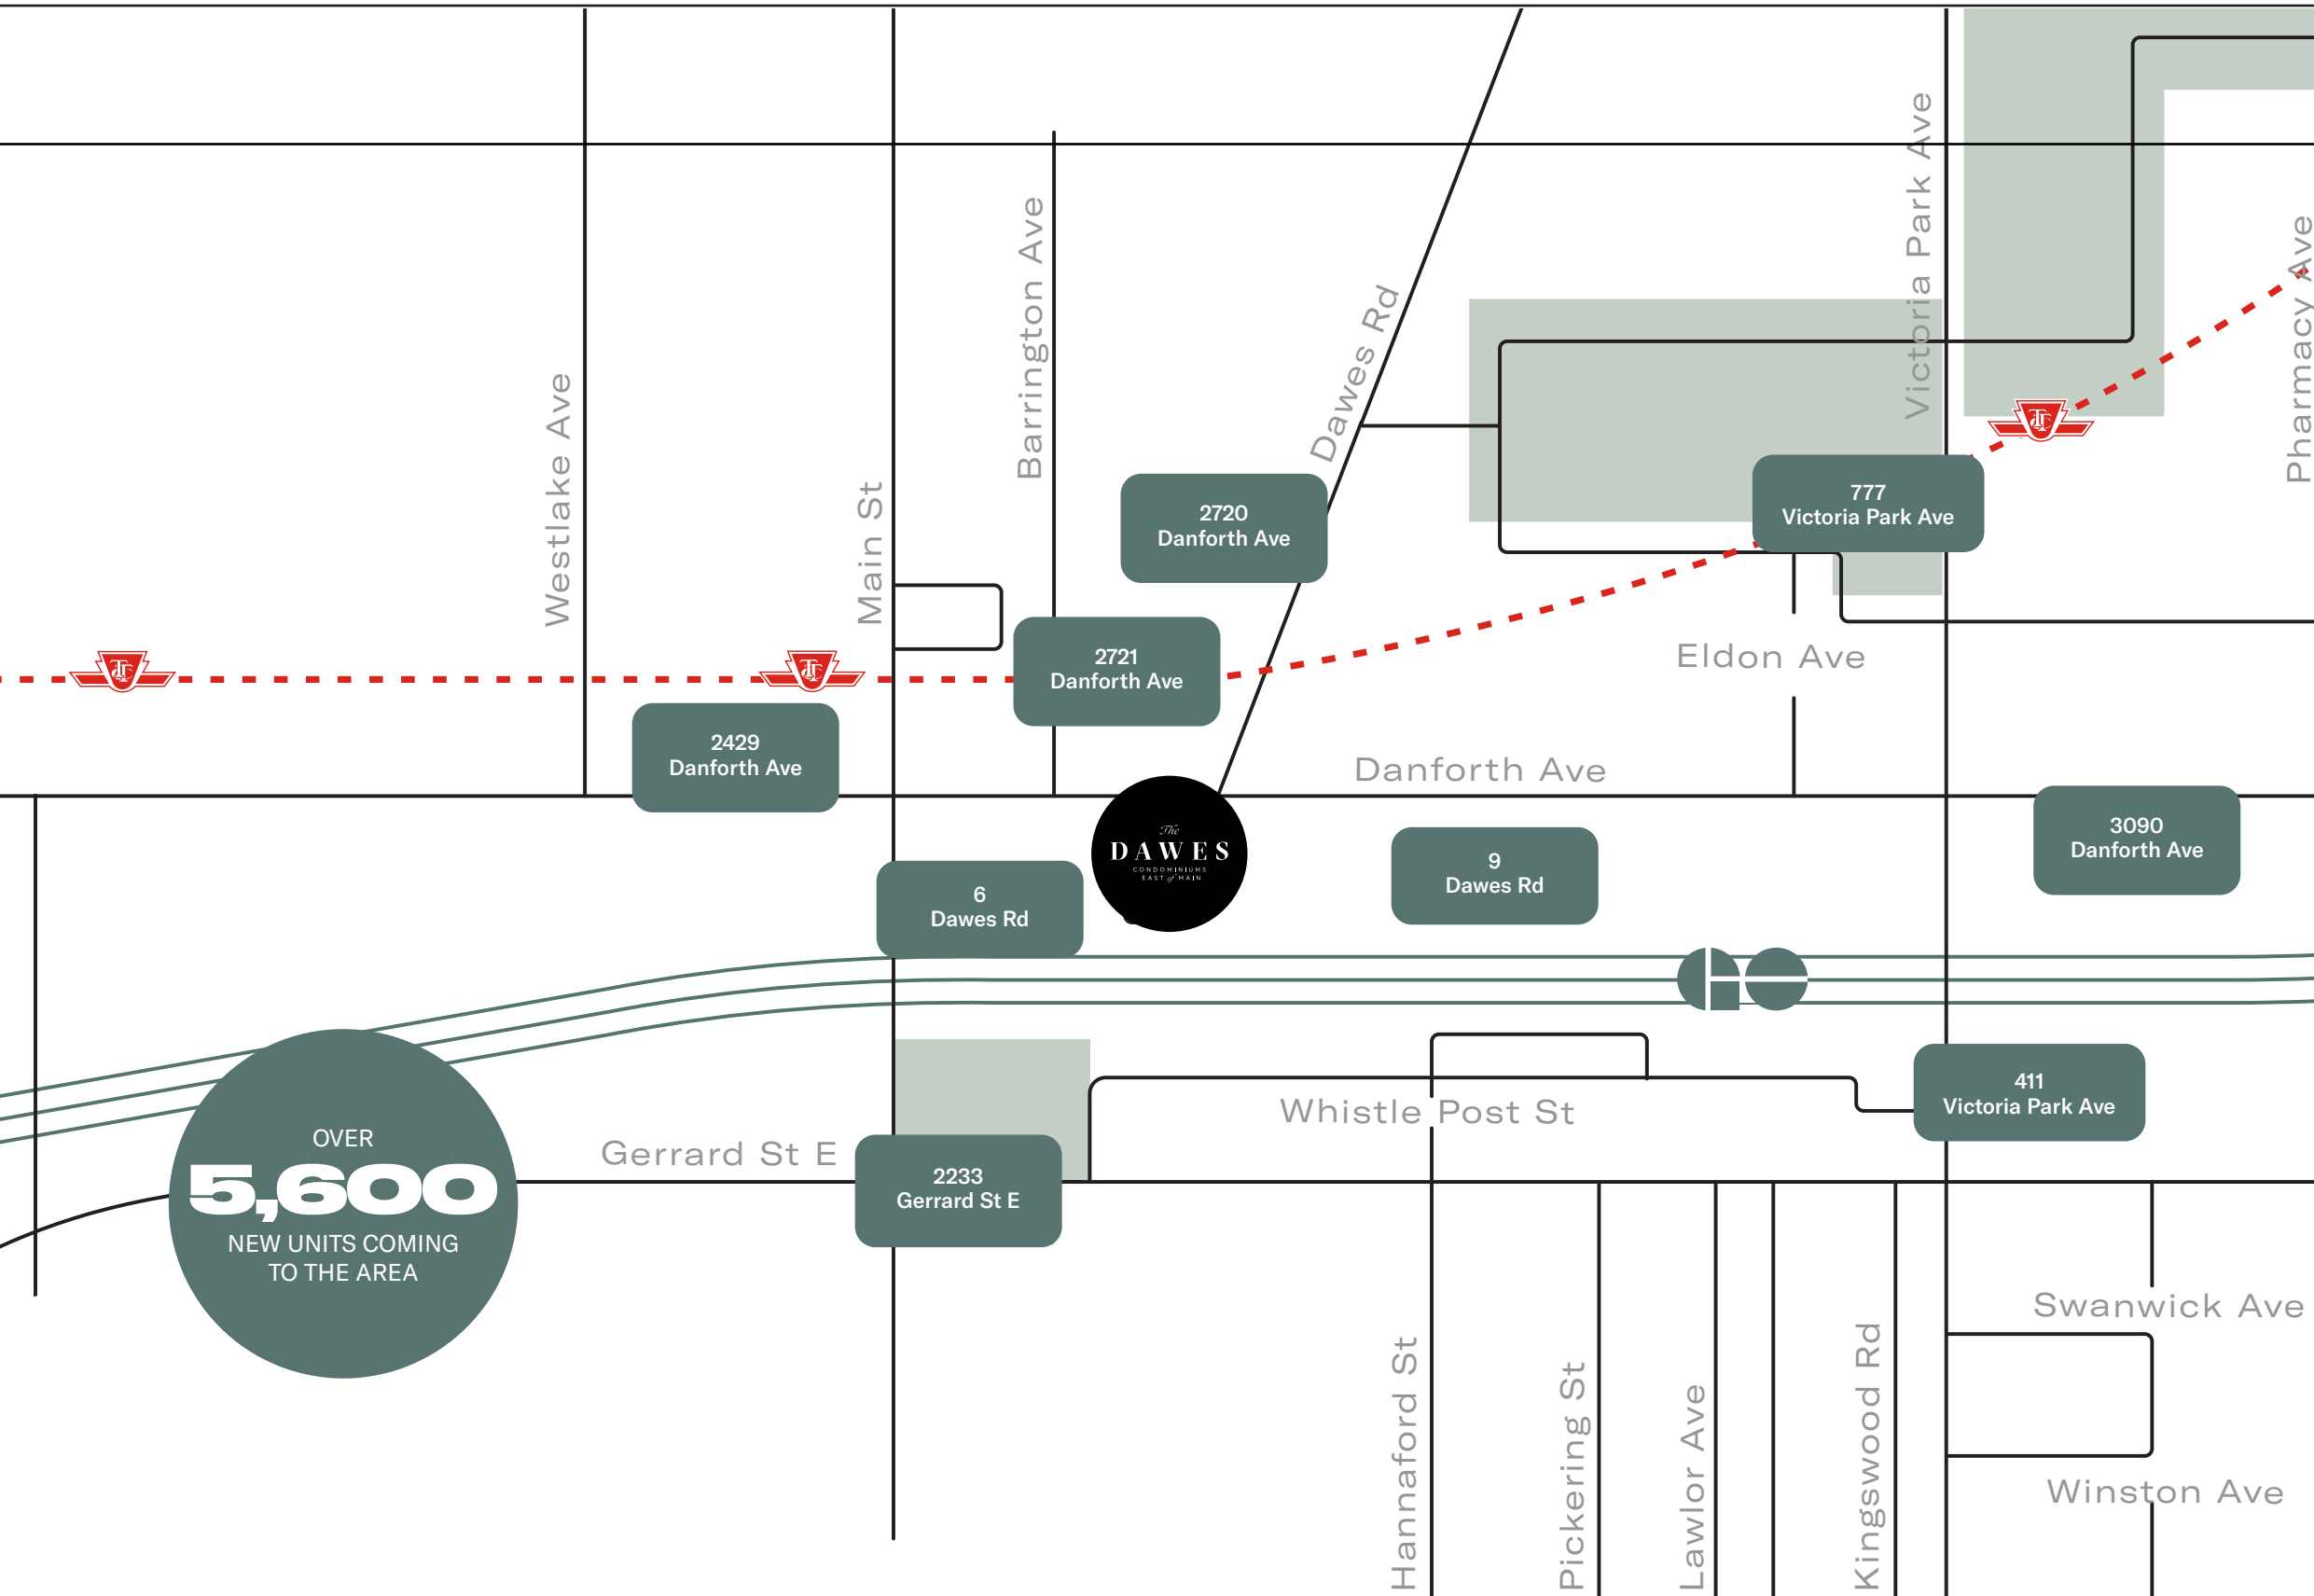 Victoria Park Ave
Pharmacy Ave
Barrington Ave
Dawes Rd
Westlake Ave
Main St
2720
Danforth Ave
777
Victoria Park Ave
TTC
2721
Danforth Ave
Eldon Ave
TTC
TTC
2429
Danforth Ave
Danforth Ave
The
DAWES
CONDOMINIUMS
EAST of MAIN
9
Dawes Rd
3090
Danforth Ave
6
Dawes Rd
GO
411
Victoria Park Ave
Whistle Post St
Gerrard St E
2233
Gerrard St E
OVER
5,600
NEW UNITS COMING
TO THE AREA
Swanwick Ave
Winston Ave
Hannaford St
Pickering St
Lawlor Ave
Kingswood Rd